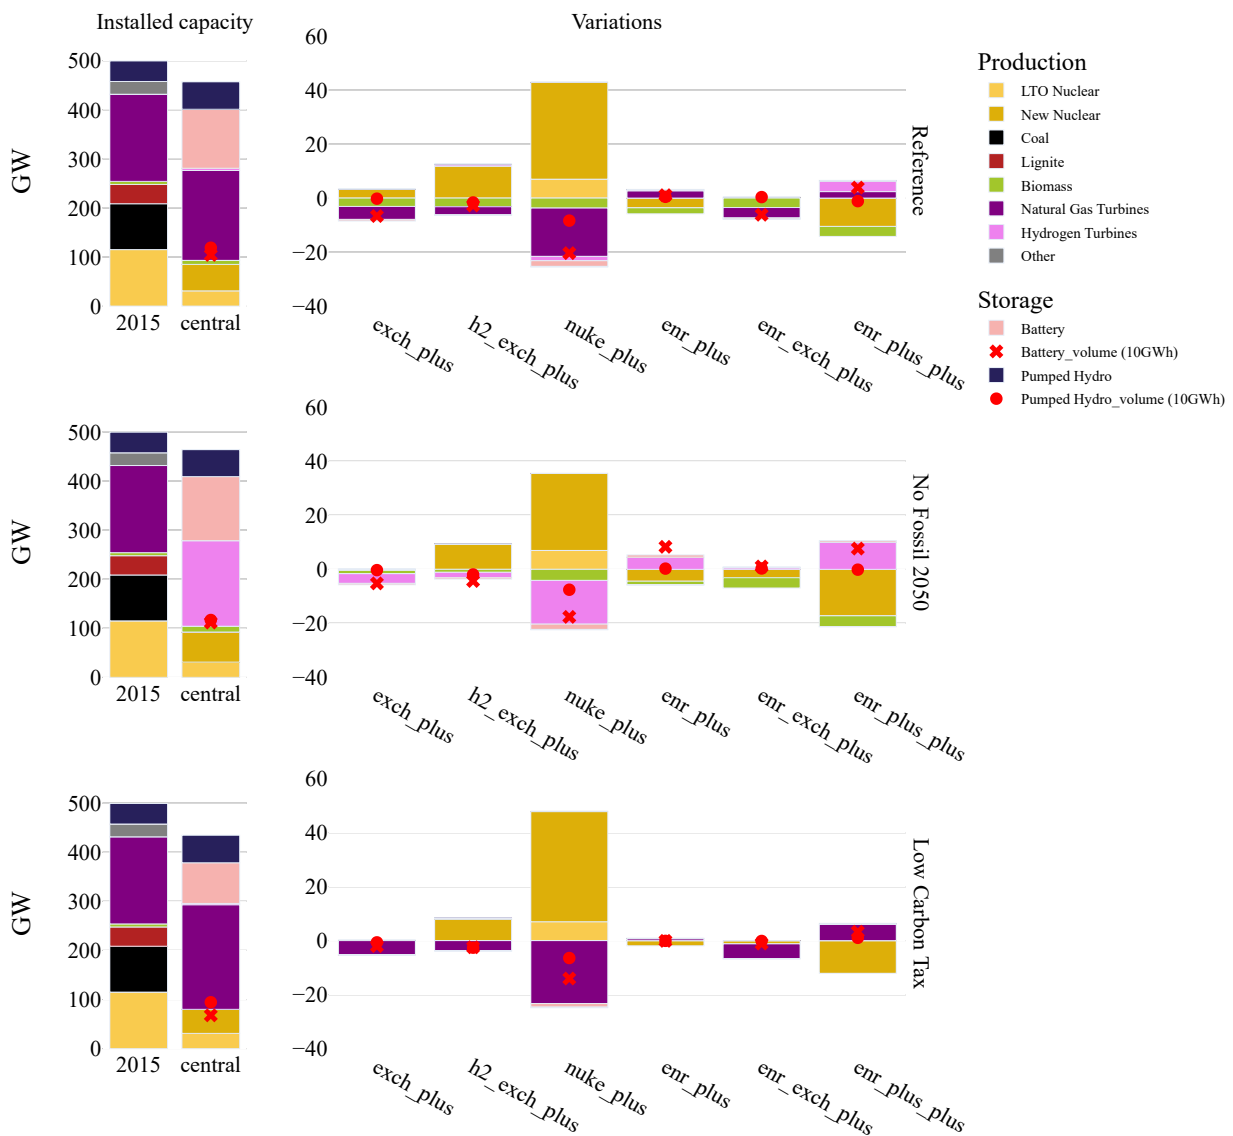 Installed capacity
Variations
GW
500
400
300
200
100
0
2015
central
60
40
20
0
−20
−40
exch_plus
h2_exch_plus
nuke_plus
enr_plus
enr_exch_plus
enr_plus_plus
Reference
Production
LTO Nuclear
New Nuclear
Coal
Lignite
Biomass
Natural Gas Turbines
Hydrogen Turbines
Other
Storage
Battery
Battery_volume (10GWh)
Pumped Hydro
Pumped Hydro_volume (10GWh)
GW
500
400
300
200
100
0
2015
central
60
40
20
0
−20
−40
exch_plus
h2_exch_plus
nuke_plus
enr_plus
enr_exch_plus
enr_plus_plus
No Fossil 2050
GW
500
400
300
200
100
0
2015
central
60
40
20
0
−20
−40
exch_plus
h2_exch_plus
nuke_plus
enr_plus
enr_exch_plus
enr_plus_plus
Low Carbon Tax